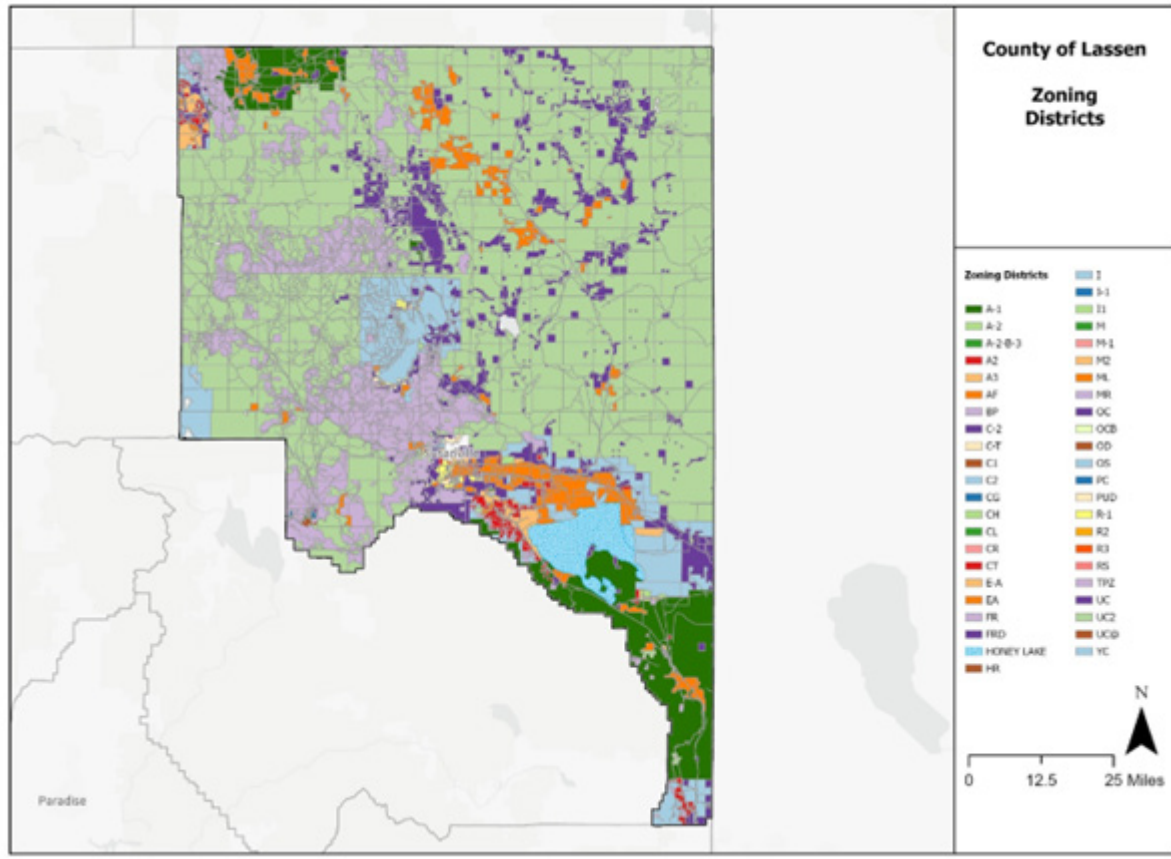 County of Lassen
Zoning
Districts
Zoning Districts
A-1
A-2
A-2-B-3
A2
A3
AF
BP
C-2
C-T
C1
C2
CG
CH
CL
CR
CT
E-A
EA
FR
FRD
HONEY LAKE
HR
I
I-1
I1
M
M-1
M2
ML
MR
OC
OCB
OD
OS
PC
PUD
R-1
R2
R3
RS
TPZ
UC
UC2
YC
N
0 12.5 25 Miles
Paradise